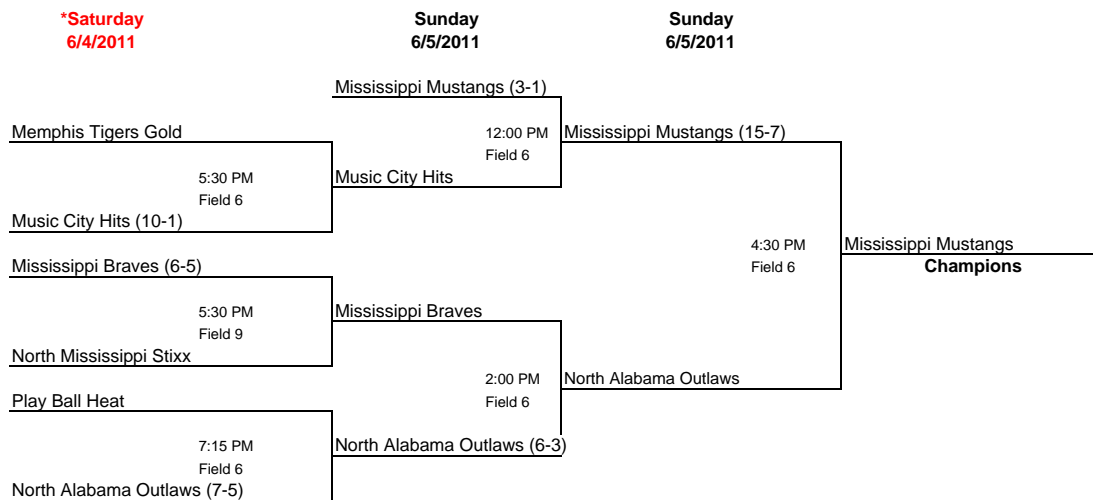 *Saturday
6/4/2011
Sunday
6/5/2011
Sunday
6/5/2011
Mississippi Mustangs (3-1)
Memphis Tigers Gold
12:00 PM
Field 6
Mississippi Mustangs (15-7)
5:30 PM
Field 6
Music City Hits
Music City Hits (10-1)
4:30 PM
Field 6
Mississippi Mustangs
Champions
Mississippi Braves (6-5)
5:30 PM
Field 9
Mississippi Braves
North Mississippi Stixx
2:00 PM
Field 6
North Alabama Outlaws
Play Ball Heat
7:15 PM
Field 6
North Alabama Outlaws (6-3)
North Alabama Outlaws (7-5)